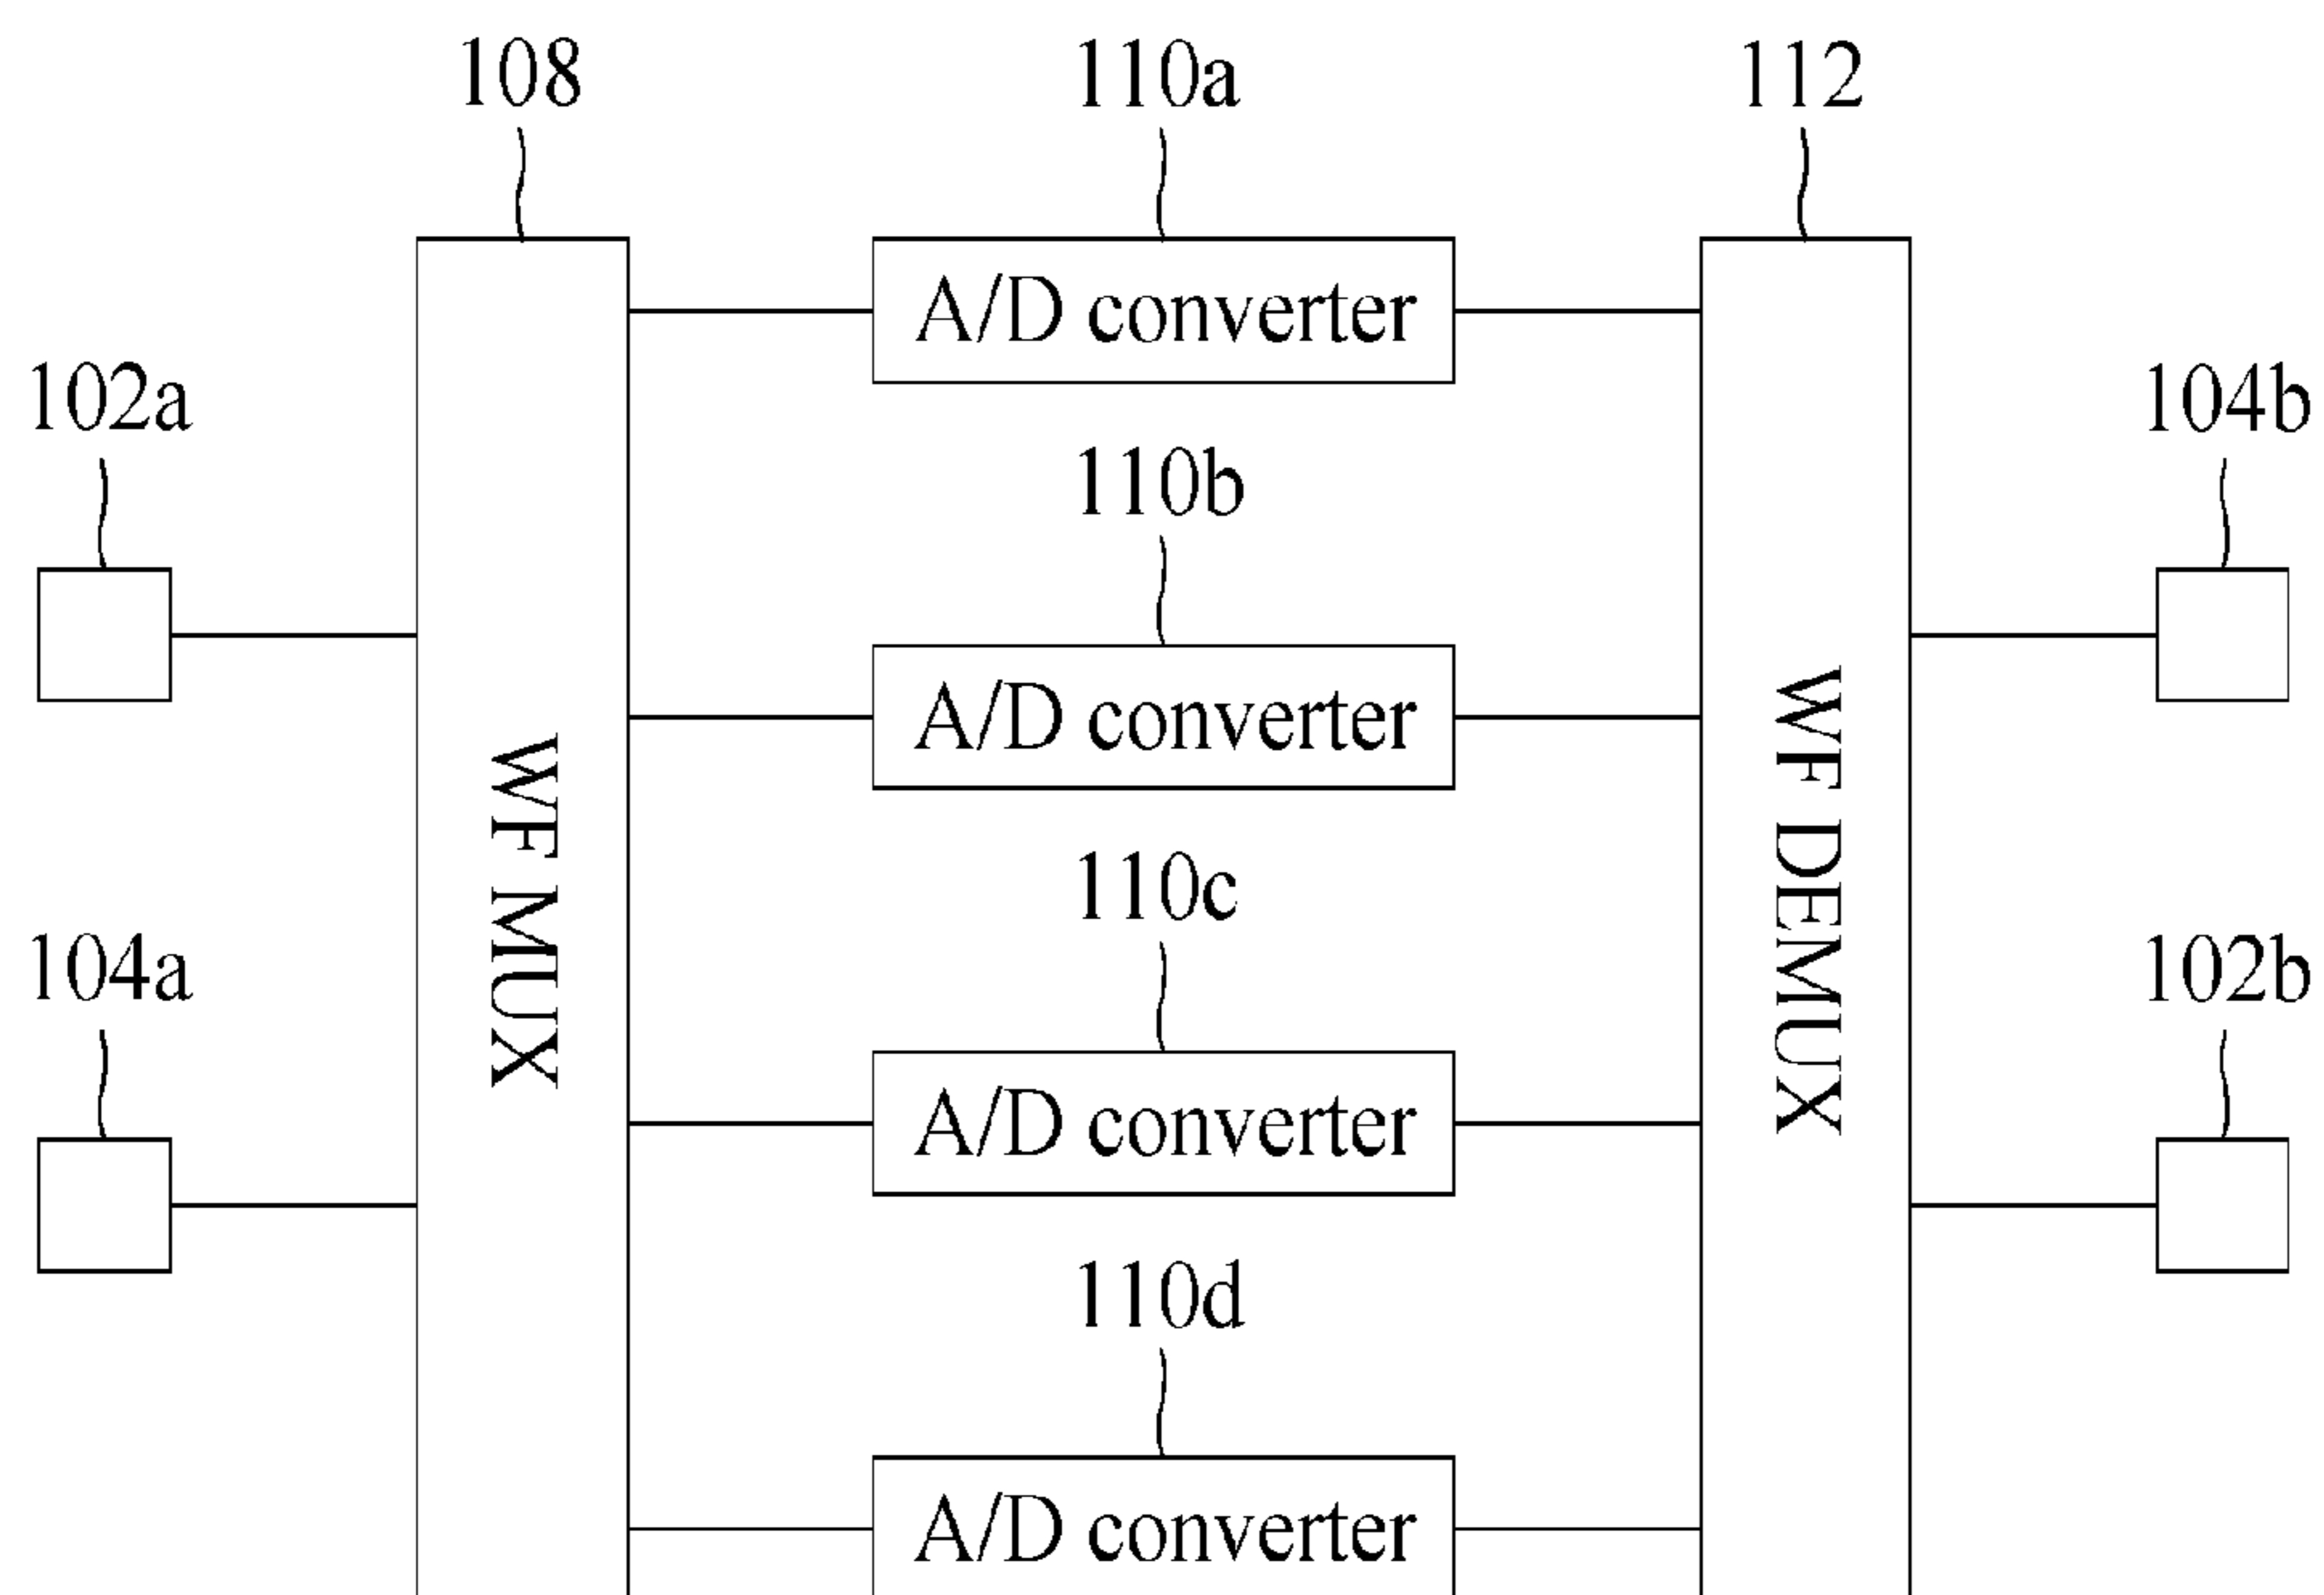 108
110a
112
A/D converter
102a
104b
110b
A/D converter
WF MUX
WF DEMUX
110c
104a
102b
A/D converter
110d
A/D converter